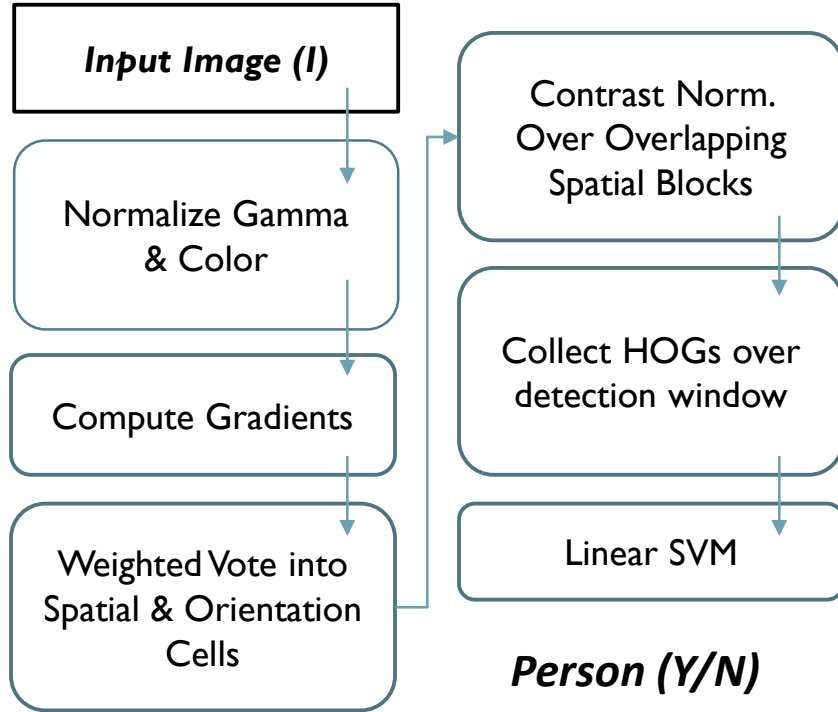 Input Image (I)
Normalize Gamma
& Color
Compute Gradients
Weighted Vote into
Spatial & Orientation
Cells
Contrast Norm.
Over Overlapping
Spatial Blocks
Collect HOGs over
detection window
Linear SVM
Person (Y/N)